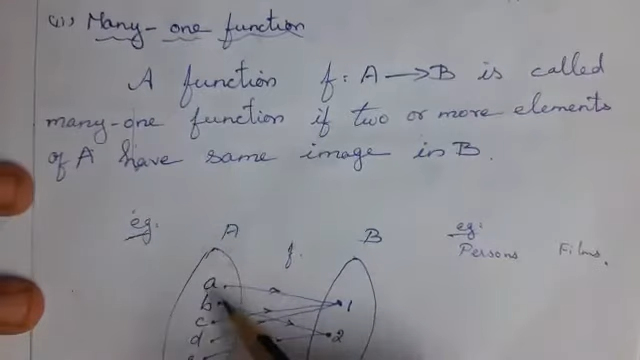 (ii) Many-one function
A function f: A → B is called
many-one function if two or more elements
of A have same image in B.
eg: A f B eg:
Persons Films.
a
b 1
c
d 2